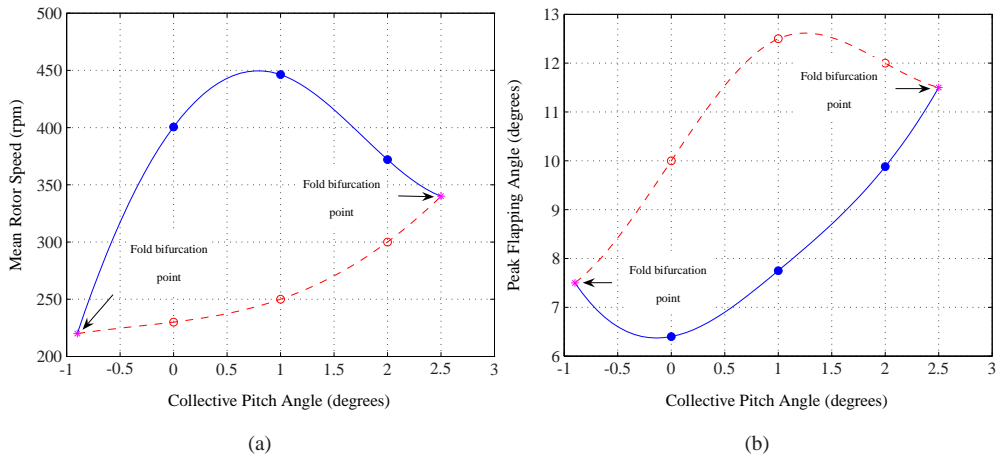 500
450
400
350
300
250
200
-1
-0.5
0
0.5
1
1.5
2
2.5
3
Mean Rotor Speed (rpm)
Collective Pitch Angle (degrees)
Fold bifurcation
point
Fold bifurcation
point
(a)
13
12
11
10
9
8
7
6
-1
-0.5
0
0.5
1
1.5
2
2.5
3
Peak Flapping Angle (degrees)
Collective Pitch Angle (degrees)
Fold bifurcation
point
Fold bifurcation
point
(b)